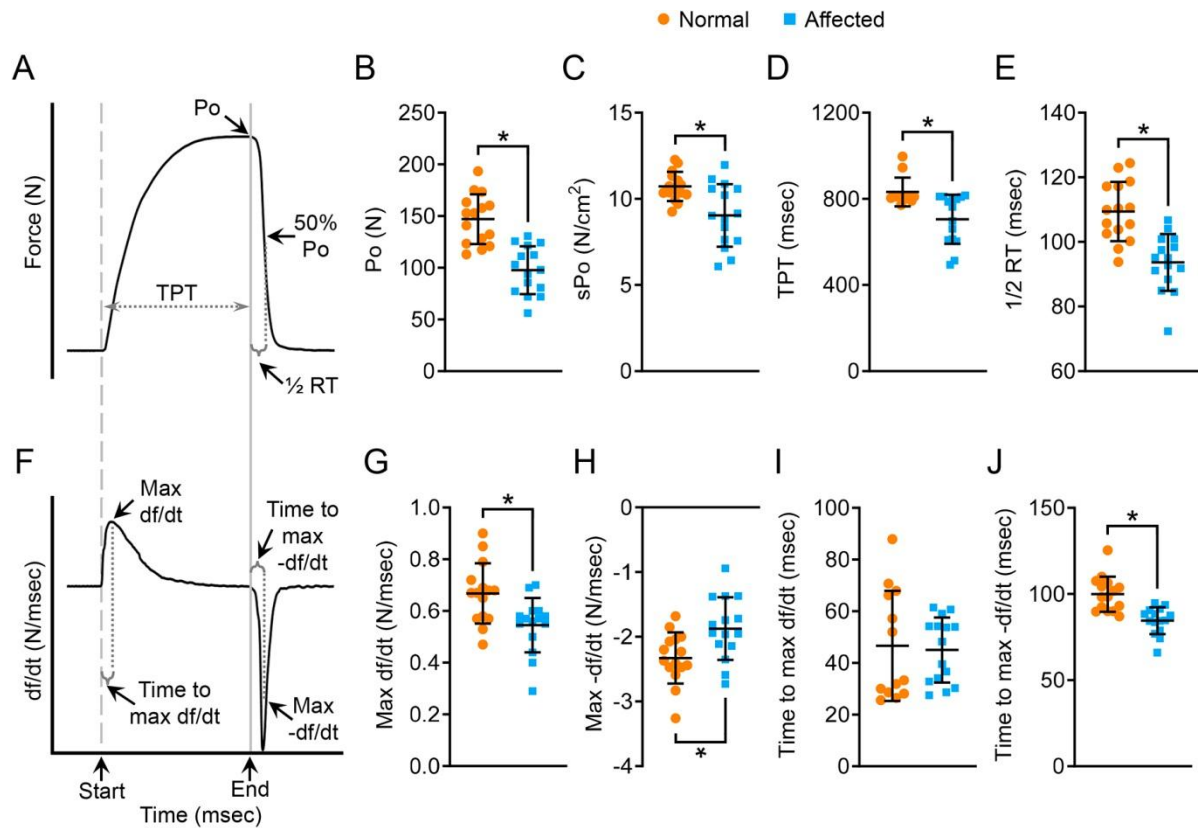 Normal Affected
A
Po
50%
Po
TPT
½ RT
Force (N)
B
250
200
150
100
50
0
Po (N)
*
C
15
10
5
0
sPo (N/cm²)
*
D
1200
800
400
0
TPT (msec)
*
E
140
120
100
80
60
1/2 RT (msec)
*
F
Max
df/dt
Time to
max
-df/dt
Time to
max df/dt
Max
-df/dt
df/dt (N/msec)
Start
End
Time (msec)
G
1.0
0.8
0.6
0.4
0.2
0.0
Max df/dt (N/msec)
*
H
0
-1
-2
-3
-4
Max -df/dt (N/msec)
*
I
100
80
60
40
20
0
Time to max df/dt (msec)
J
150
100
50
0
Time to max -df/dt (msec)
*